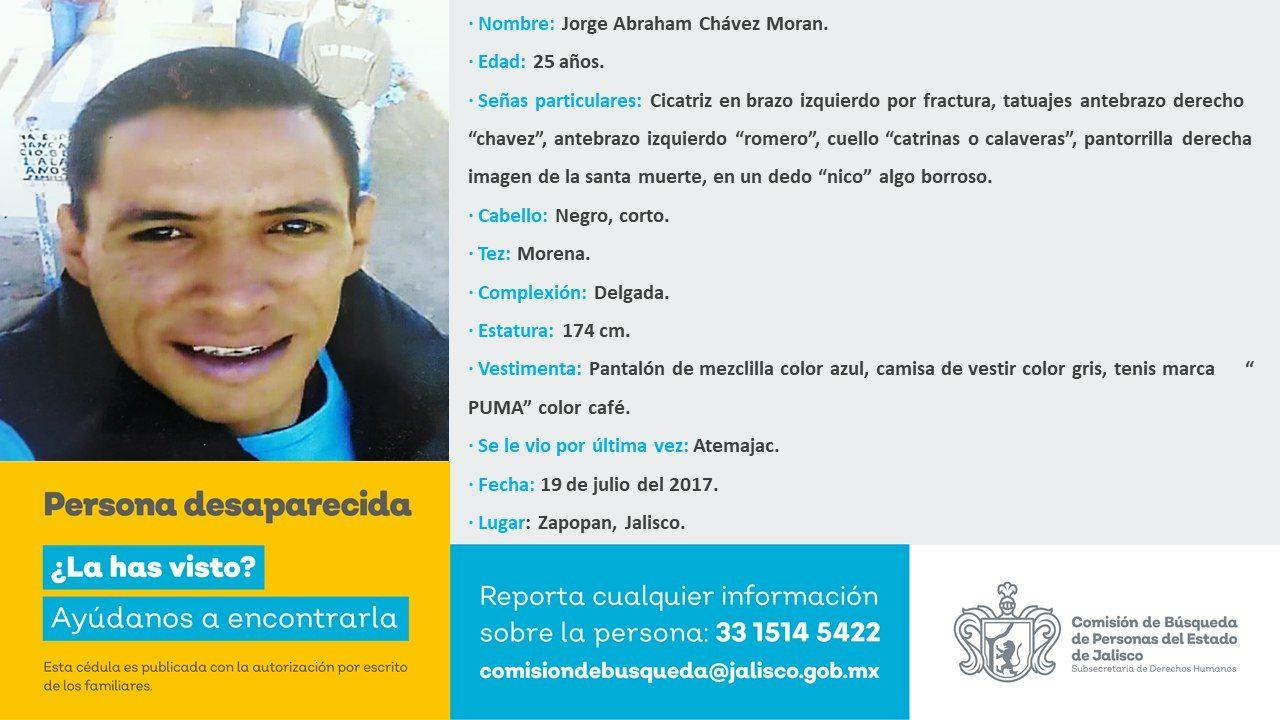 · Nombre: Jorge Abraham Chávez Moran.
· Edad: 25 años.
· Señas particulares: Cicatriz en brazo izquierdo por fractura, tatuajes antebrazo derecho
“chavez”, antebrazo izquierdo “romero”, cuello “catrinas o calaveras”, pantorrilla derecha
imagen de la santa muerte, en un dedo “nico” algo borroso.
· Cabello: Negro, corto.
· Tez: Morena.
· Complexión: Delgada.
· Estatura: 174 cm.
· Vestimenta: Pantalón de mezclilla color azul, camisa de vestir color gris, tenis marca “
PUMA” color café.
· Se le vio por última vez: Atemajac.
· Fecha: 19 de julio del 2017.
· Lugar: Zapopan, Jalisco.
Persona desaparecida
¿La has visto?
Ayúdanos a encontrarla
Esta cédula es publicada con la autorización por escrito
de los familiares.
Reporta cualquier información
sobre la persona: 33 1514 5422
comisiondebusqueda@jalisco.gob.mx
Comisión de Búsqueda
de Personas del Estado
de Jalisco
Subsecretaría de Derechos Humanos